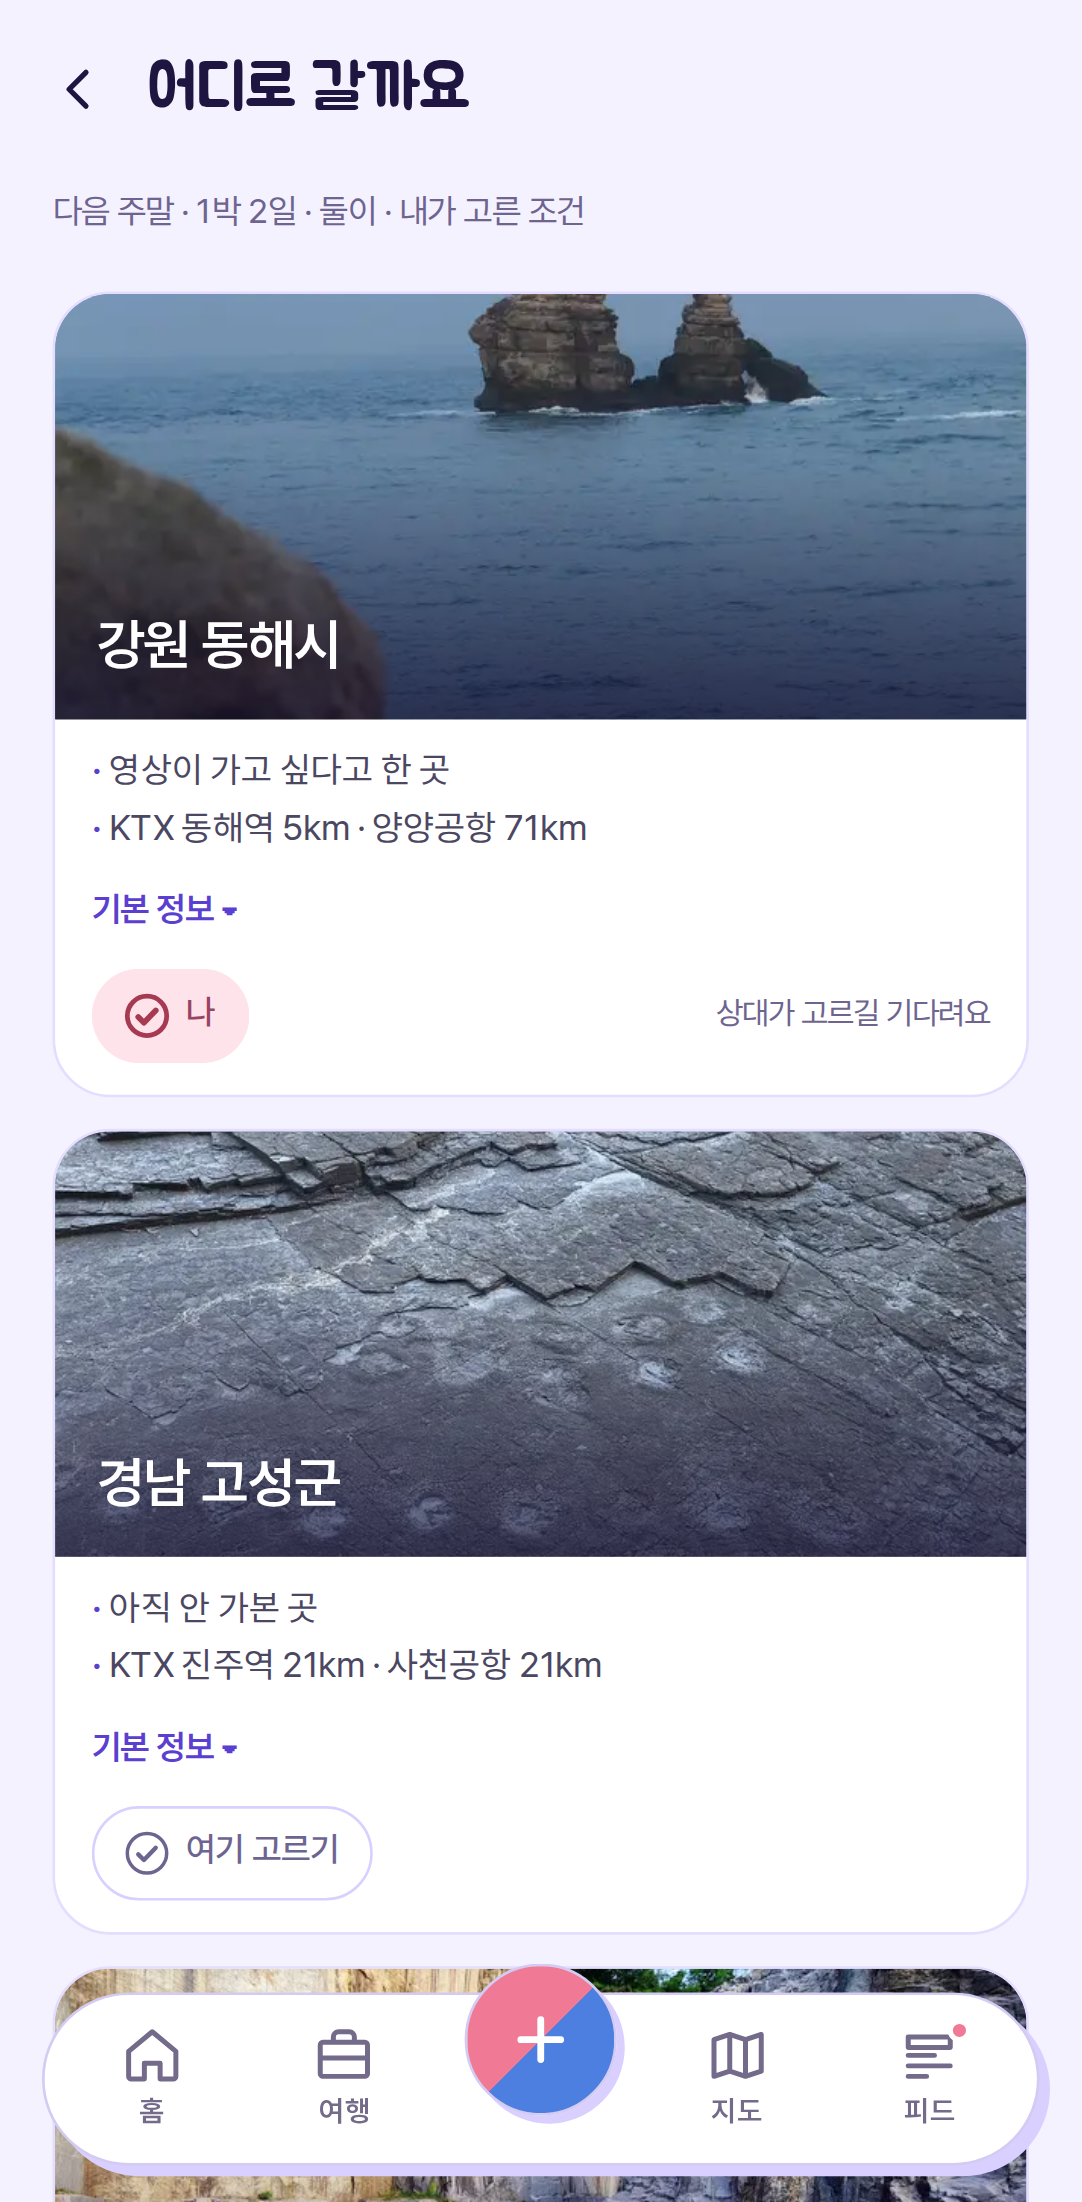 어디로 갈까요
다음 주말 · 1박 2일 · 둘이 · 내가 고른 조건
강원 동해시
· 영상이 가고 싶다고 한 곳
· KTX 동해역 5km · 양양공항 71km
기본 정보
나
상대가 고르길 기다려요
경남 고성군
· 아직 안 가본 곳
· KTX 진주역 21km · 사천공항 21km
기본 정보
여기 고르기
홈
여행
지도
피드